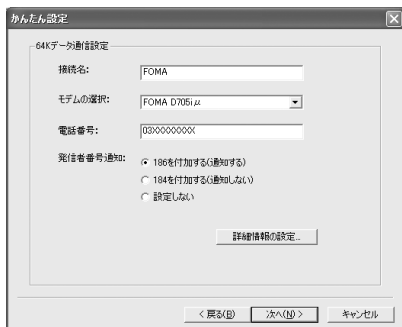 かんたん設定
64Kデータ通信設定
接続名: FOMA
モデムの選択: FOMA D705iμ
電話番号: 03XXXXXXXX
発信者番号通知: 186を付加する(通知する)
184を付加する(通知しない)
設定しない
詳細情報の設定...
< 戻る(B) 次へ(N) > キャンセル